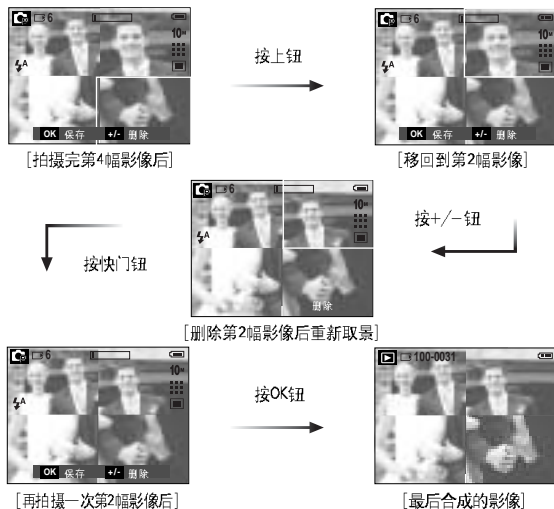 6
10M
A
OK 保存 +/- 删除
[拍摄完第4幅影像后]
按上钮
6
10M
A
OK 保存 +/- 删除
[移回到第2幅影像]
按+/-钮
6
10M
A
删除
[删除第2幅影像后重新取景]
按快门钮
6
10M
A
OK 保存 +/- 删除
[再拍摄一次第2幅影像后]
按OK钮
100-0031
[最后合成的影像]